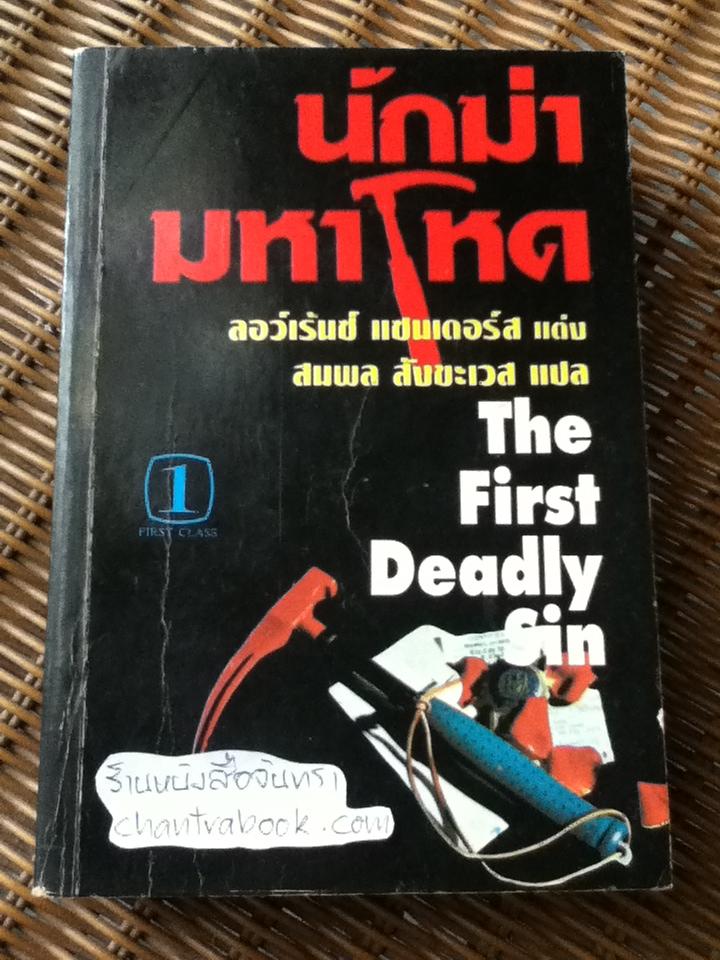 นักฆ่า
มหาโหด
ลอว์เร้นซ์ แซนเดอร์ส แต่ง
สมพล สังขะเวส แปล
The
First
Deadly
Sin
1
FIRST CLASS
ร้านหนังสือจันทรา
chantrabook.com